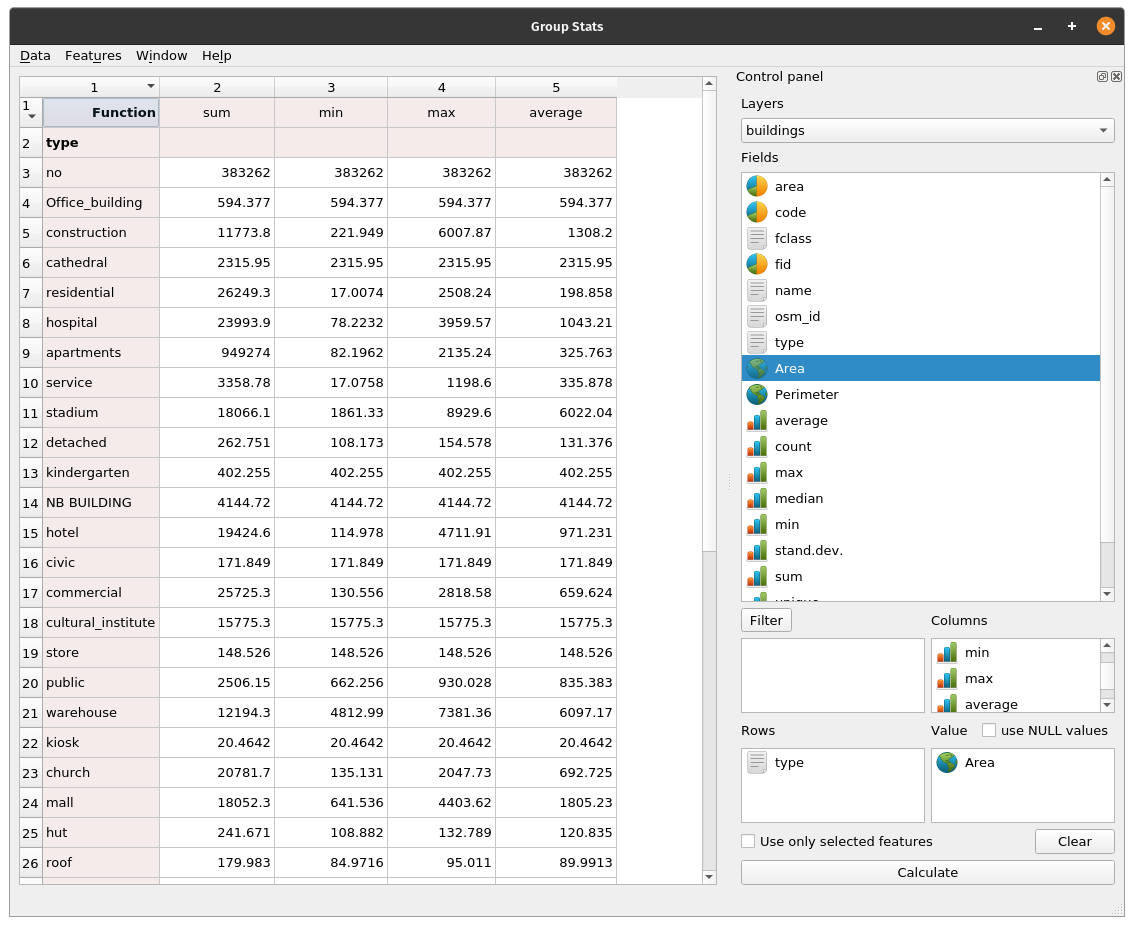 Group Stats
Data Features Window Help
1 2 3 4 5
1 Function sum min max average
2 type
3 no 383262 383262 383262 383262
4 Office_building 594.377 594.377 594.377 594.377
5 construction 11773.8 221.949 6007.87 1308.2
6 cathedral 2315.95 2315.95 2315.95 2315.95
7 residential 26249.3 17.0074 2508.24 198.858
8 hospital 23993.9 78.2232 3959.57 1043.21
9 apartments 949274 82.1962 2135.24 325.763
10 service 3358.78 17.0758 1198.6 335.878
11 stadium 18066.1 1861.33 8929.6 6022.04
12 detached 262.751 108.173 154.578 131.376
13 kindergarten 402.255 402.255 402.255 402.255
14 NB BUILDING 4144.72 4144.72 4144.72 4144.72
15 hotel 19424.6 114.978 4711.91 971.231
16 civic 171.849 171.849 171.849 171.849
17 commercial 25725.3 130.556 2818.58 659.624
18 cultural_institute 15775.3 15775.3 15775.3 15775.3
19 store 148.526 148.526 148.526 148.526
20 public 2506.15 662.256 930.028 835.383
21 warehouse 12194.3 4812.99 7381.36 6097.17
22 kiosk 20.4642 20.4642 20.4642 20.4642
23 church 20781.7 135.131 2047.73 692.725
24 mall 18052.3 641.536 4403.62 1805.23
25 hut 241.671 108.882 132.789 120.835
26 roof 179.983 84.9716 95.011 89.9913
Control panel
Layers
buildings
Fields
area
code
fclass
fid
name
osm_id
type
Area
Perimeter
average
count
max
median
min
stand.dev.
sum
Filter Columns
min
max
average
Rows Value use NULL values
type Area
Use only selected features Clear
Calculate